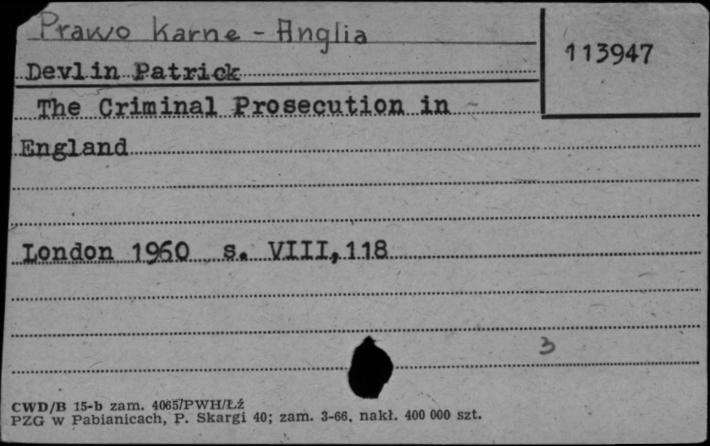 Prawo Karne - Anglia
113947
Devlin Patrick
The Criminal Prosecution in
England
London 1960 s. VIII,118
3
CWD/B 15-b zam. 4065/PWH/Łź
PZG w Pabianicach, P. Skargi 40; zam. 3-66, nakł. 400 000 szt.